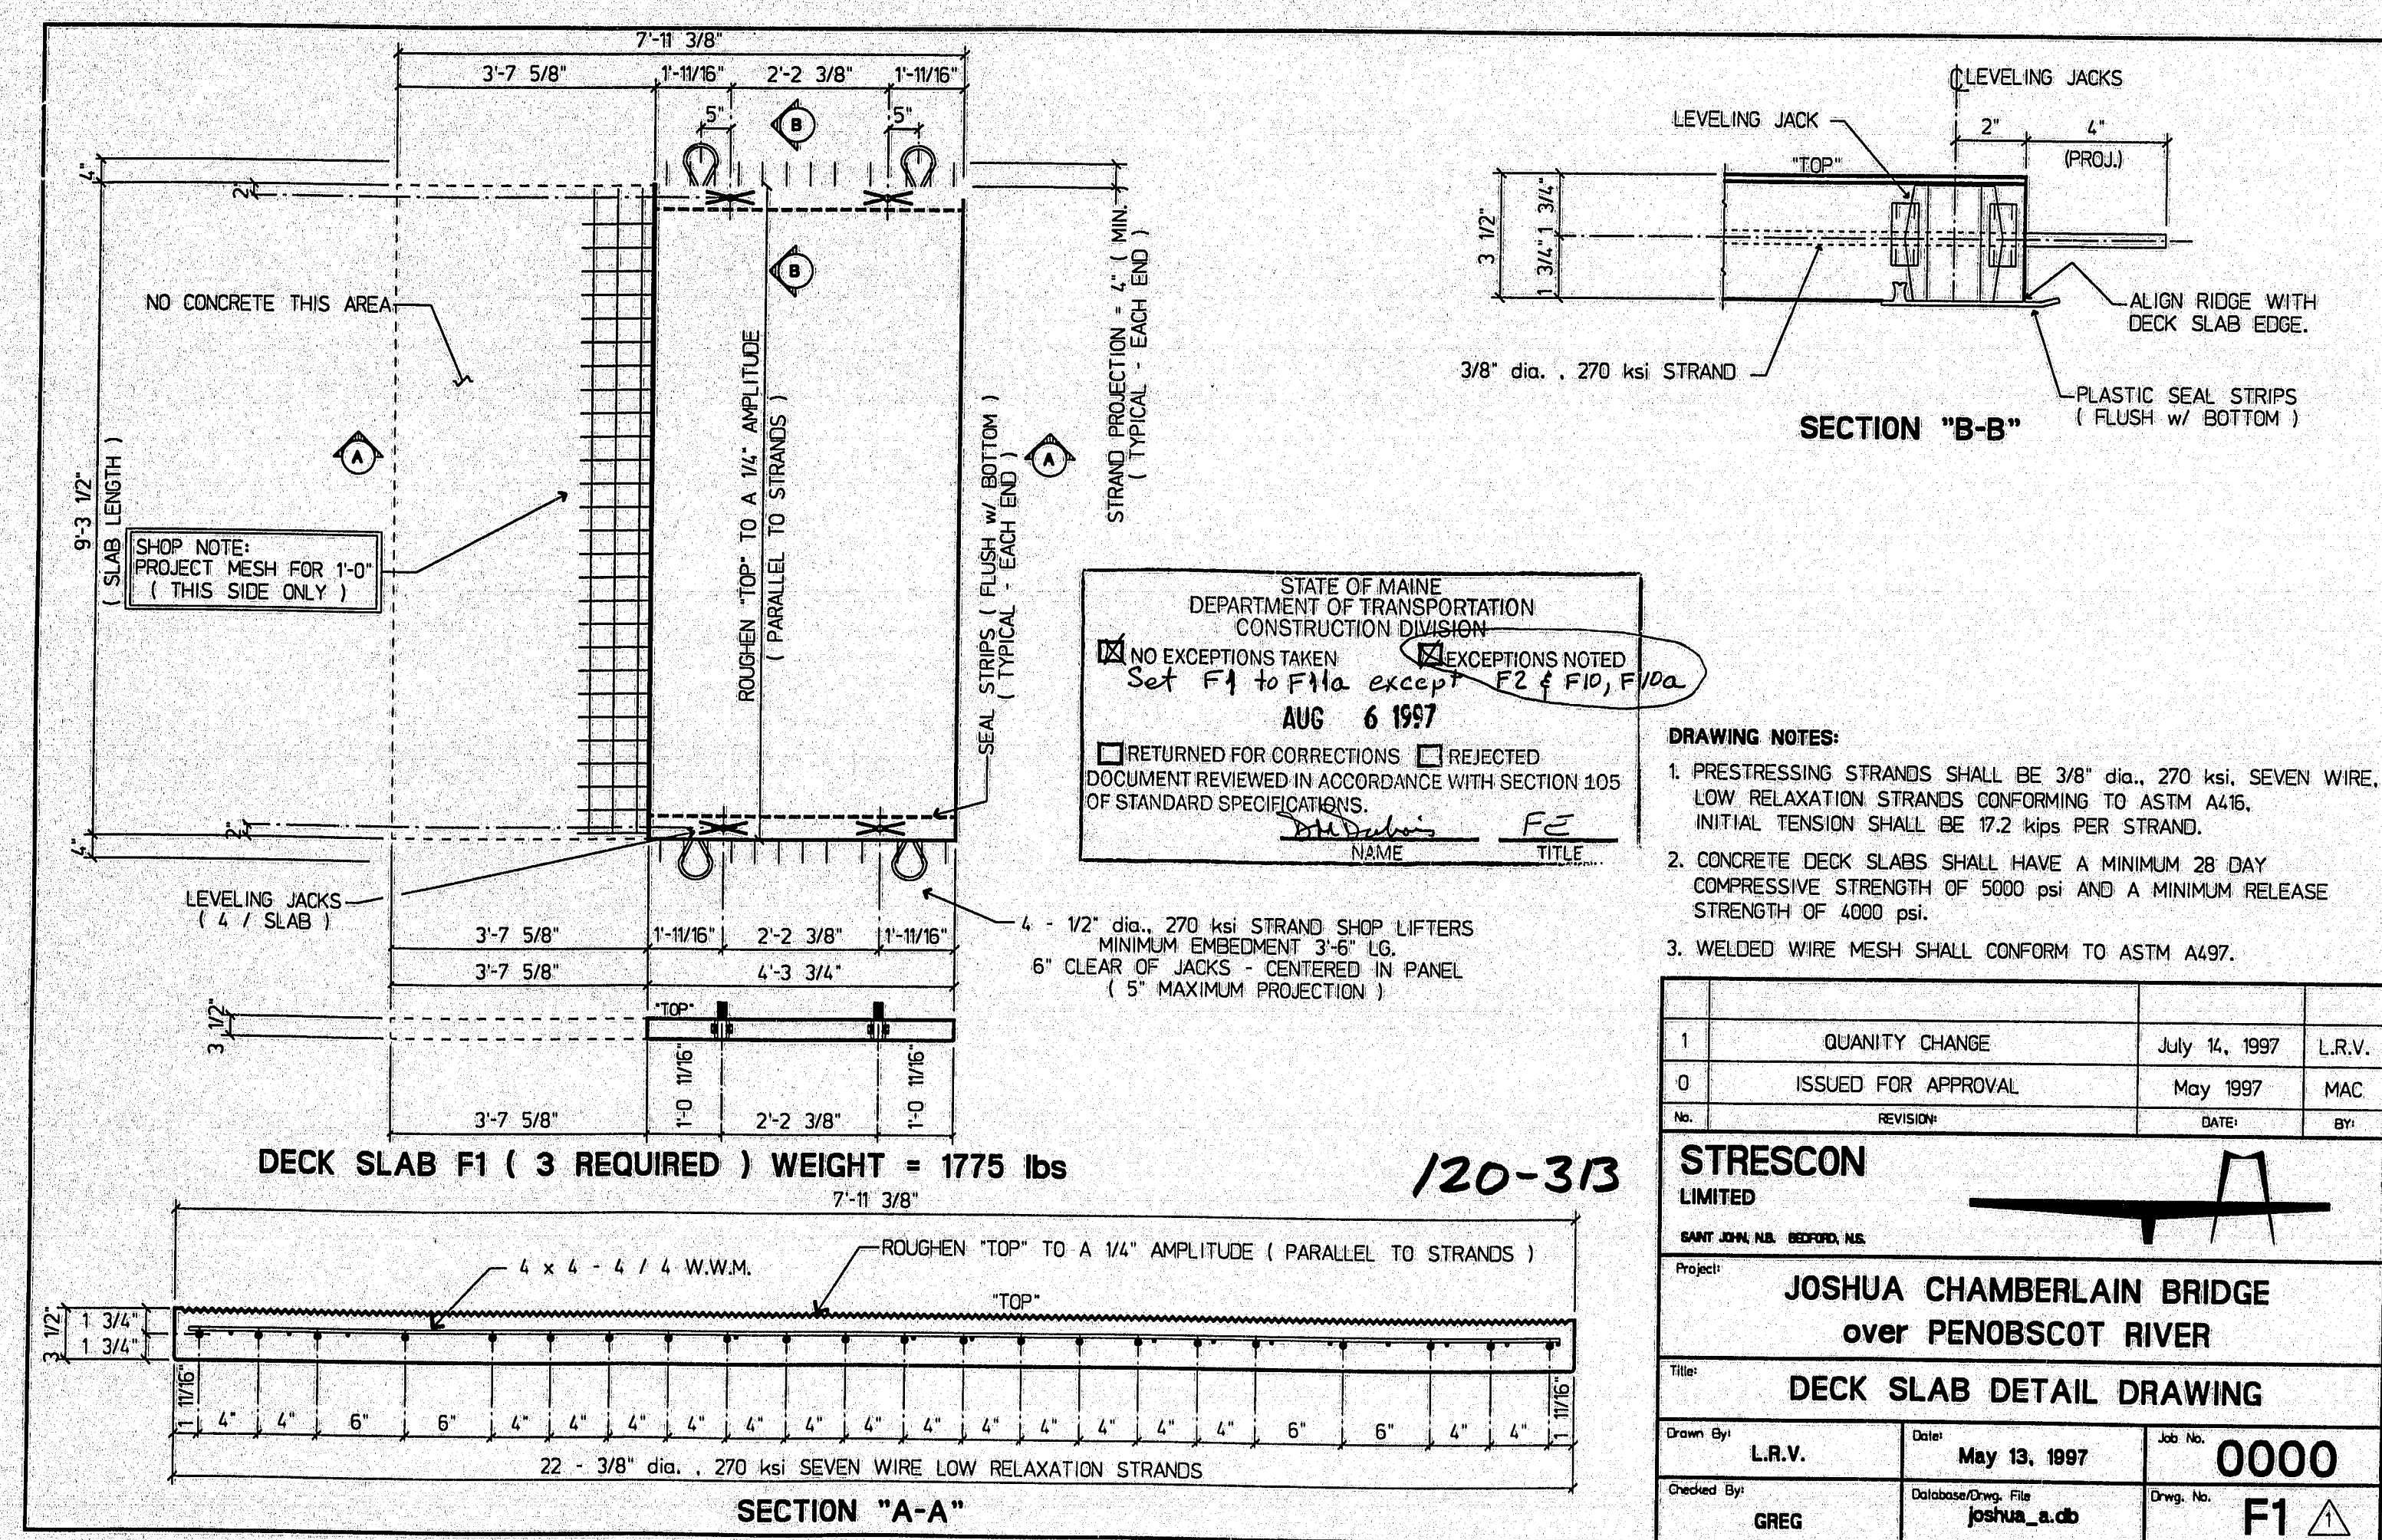 7'-11 3/8"
3'-7 5/8" 1'-11/16" 2'-2 3/8" 1'-11/16"
5" 5"
B
4"
2"
NO CONCRETE THIS AREA
B
A
9'-3 1/2"
( SLAB LENGTH )
SHOP NOTE:
PROJECT MESH FOR 1'-0"
( THIS SIDE ONLY )
ROUGHEN "TOP" TO A 1/4" AMPLITUDE
( PARALLEL TO STRANDS )
SEAL STRIPS ( FLUSH w/ BOTTOM )
( TYPICAL - EACH END )
A
STRAND PROJECTION = 4" ( MIN. )
( TYPICAL - EACH END )
2"
4"
LEVELING JACKS
( 4 / SLAB )
4 - 1/2" dia., 270 ksi STRAND SHOP LIFTERS
MINIMUM EMBEDMENT 3'-6" LG.
6" CLEAR OF JACKS - CENTERED IN PANEL
( 5" MAXIMUM PROJECTION )
3'-7 5/8" 1'-11/16" 2'-2 3/8" 1'-11/16"
3'-7 5/8" 4'-3 3/4"
"TOP"
3 1/2"
1'-0 11/16" 1'-0 11/16"
3'-7 5/8" 2'-2 3/8"
DECK SLAB F1 ( 3 REQUIRED ) WEIGHT = 1775 lbs
120-313
7'-11 3/8"
4 x 4 - 4 / 4 W.W.M.
ROUGHEN "TOP" TO A 1/4" AMPLITUDE ( PARALLEL TO STRANDS )
"TOP"
3 1/2"
1 3/4"
1 3/4"
1 11/16" 4" 4" 6" 6" 4" 4" 4" 4" 4" 4" 4" 4" 4" 4" 4" 4" 4" 6" 6" 4" 4" 1 11/16"
22 - 3/8" dia. , 270 ksi SEVEN WIRE LOW RELAXATION STRANDS
SECTION "A-A"
℄ LEVELING JACKS
LEVELING JACK
2" 4"
(PROJ.)
"TOP"
3 1/2"
1 3/4" 1 3/4"
ALIGN RIDGE WITH
DECK SLAB EDGE.
3/8" dia. , 270 ksi STRAND
PLASTIC SEAL STRIPS
( FLUSH w/ BOTTOM )
SECTION "B-B"
STATE OF MAINE
DEPARTMENT OF TRANSPORTATION
CONSTRUCTION DIVISION
NO EXCEPTIONS TAKEN EXCEPTIONS NOTED
Set F1 to F11a except F2 & F10, F10a
AUG 6 1997
RETURNED FOR CORRECTIONS REJECTED
DOCUMENT REVIEWED IN ACCORDANCE WITH SECTION 105
OF STANDARD SPECIFICATIONS.
FE
NAME TITLE
DRAWING NOTES:
1. PRESTRESSING STRANDS SHALL BE 3/8" dia., 270 ksi, SEVEN WIRE,
LOW RELAXATION STRANDS CONFORMING TO ASTM A416,
INITIAL TENSION SHALL BE 17.2 kips PER STRAND.
2. CONCRETE DECK SLABS SHALL HAVE A MINIMUM 28 DAY
COMPRESSIVE STRENGTH OF 5000 psi AND A MINIMUM RELEASE
STRENGTH OF 4000 psi.
3. WELDED WIRE MESH SHALL CONFORM TO ASTM A497.
1 QUANITY CHANGE July 14, 1997 L.R.V.
0 ISSUED FOR APPROVAL May 1997 MAC
No. REVISION: DATE: BY:
STRESCON
LIMITED
SAINT JOHN, N.B. BEDFORD, N.S.
Project:
JOSHUA CHAMBERLAIN BRIDGE
over PENOBSCOT RIVER
Title:
DECK SLAB DETAIL DRAWING
Drawn By: Date: Job No.
L.R.V. May 13, 1997 0000
Checked By: Database/Drwg. File Drwg. No.
GREG joshua_a.db F1 1